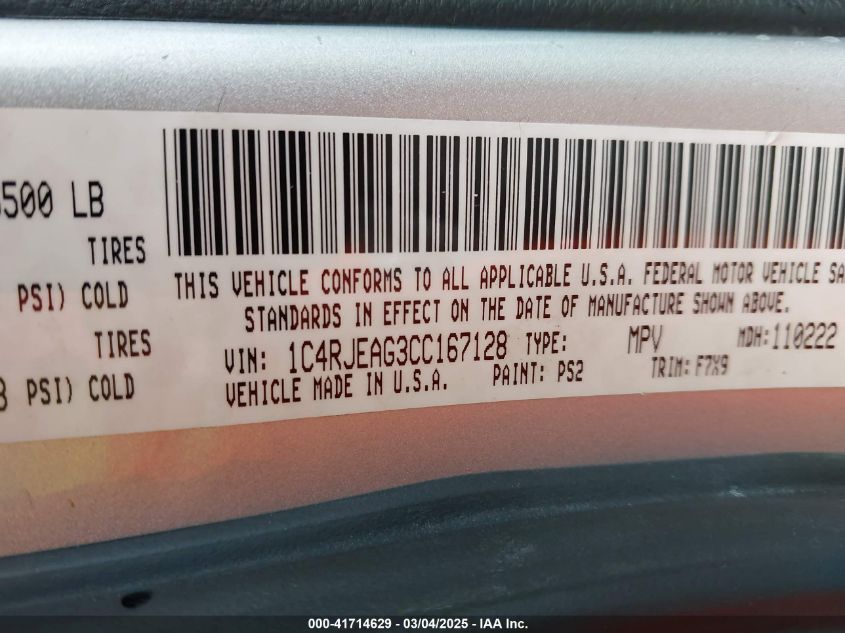 500 LB
TIRES
PSI) COLD
TIRES
PSI) COLD
THIS VEHICLE CONFORMS TO ALL APPLICABLE U.S.A. FEDERAL MOTOR VEHICLE SA
STANDARDS IN EFFECT ON THE DATE OF MANUFACTURE SHOWN ABOVE.
VIN: 1C4RJEAG3CC167128 TYPE: MPV MDH: 110222
VEHICLE MADE IN U.S.A. PAINT: PS2 TRIM: F7X9
000-41714629 - 03/04/2025 - IAA Inc.